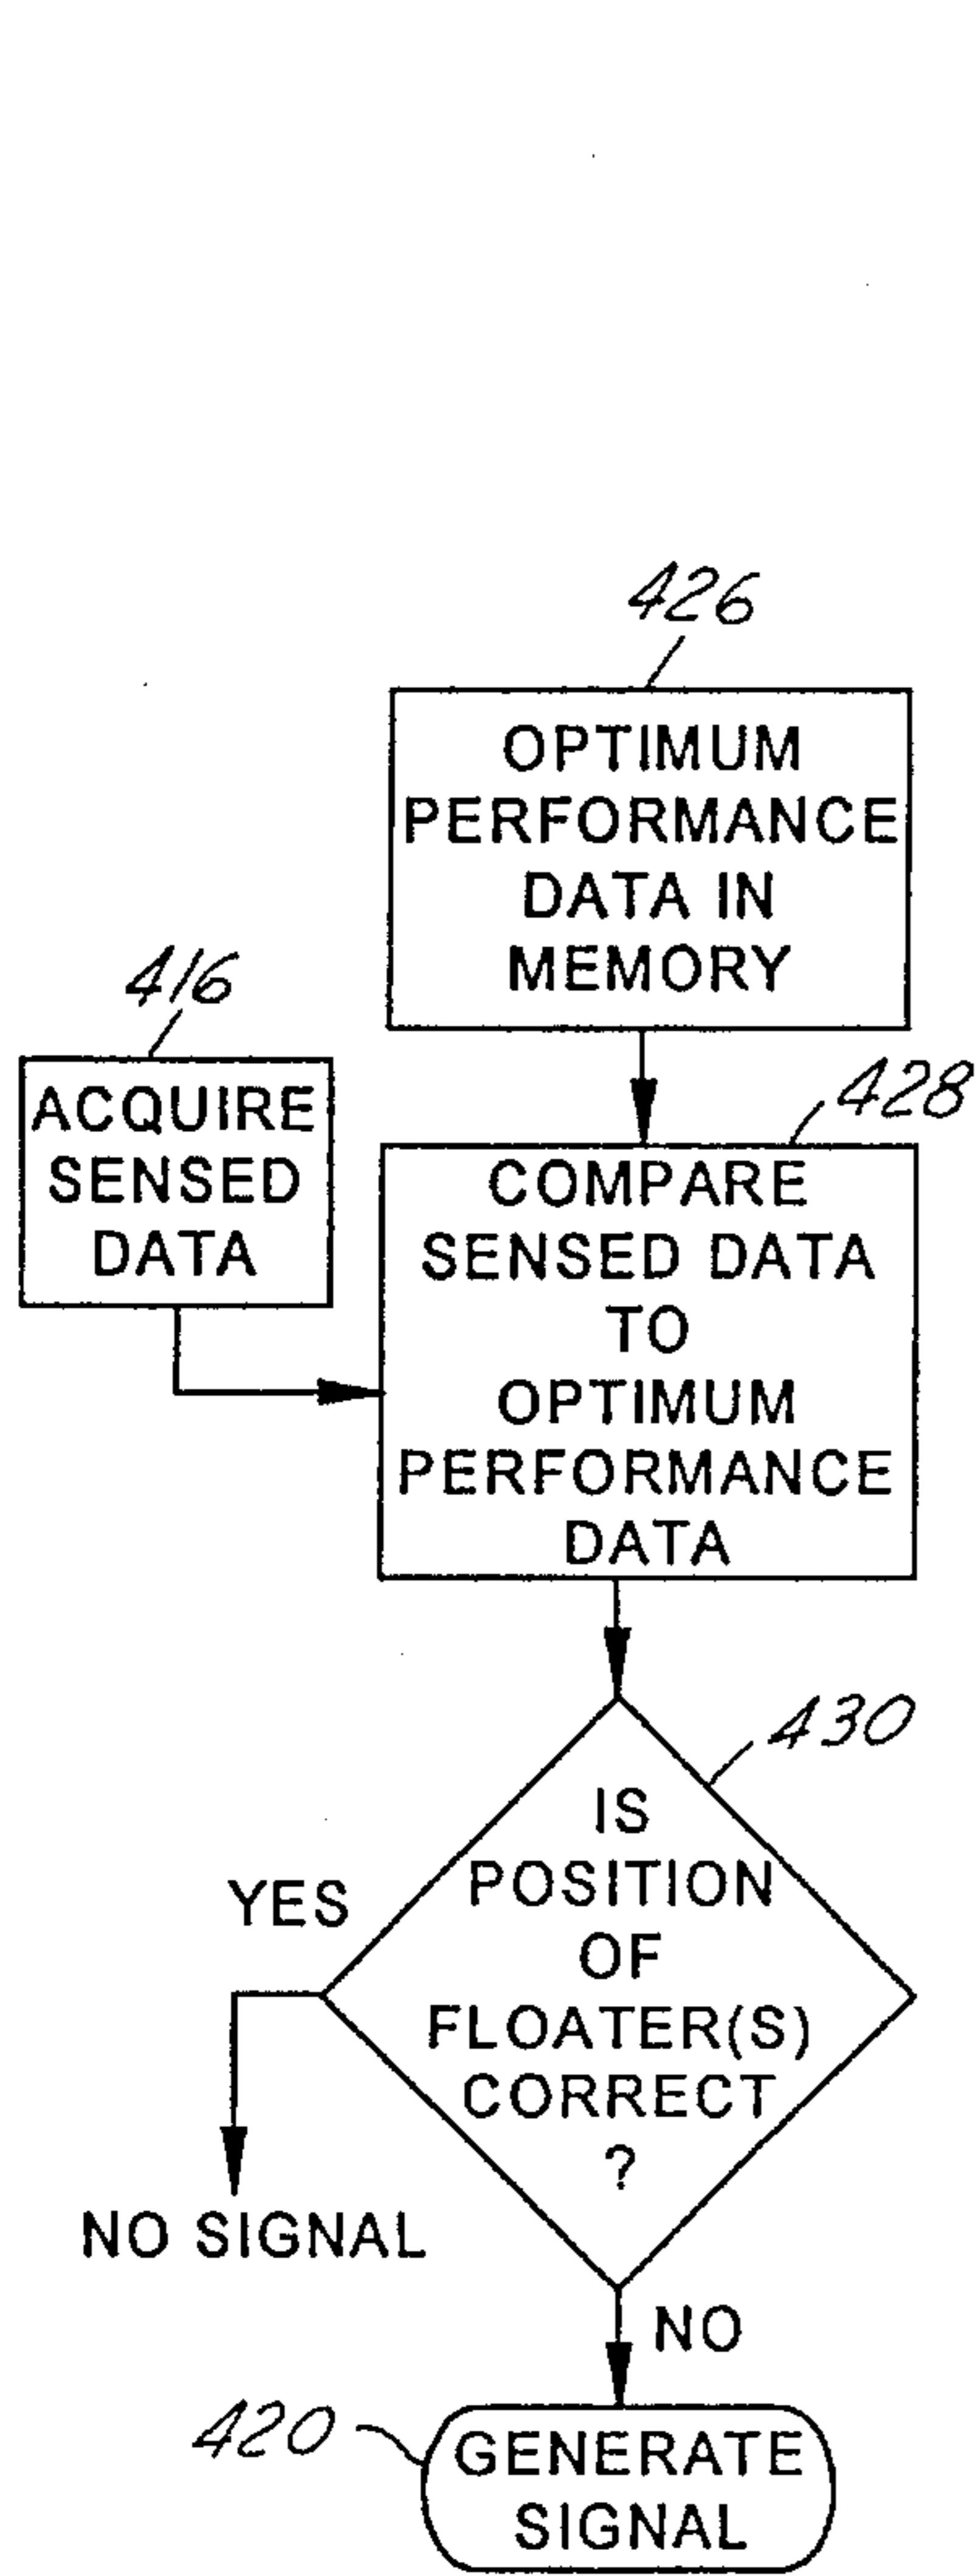 426
OPTIMUM
PERFORMANCE
DATA IN
MEMORY
416
ACQUIRE
SENSED
DATA
428
COMPARE
SENSED DATA
TO
OPTIMUM
PERFORMANCE
DATA
430
IS
POSITION
OF
FLOATER(S)
CORRECT
?
YES
NO SIGNAL
NO
420
GENERATE
SIGNAL